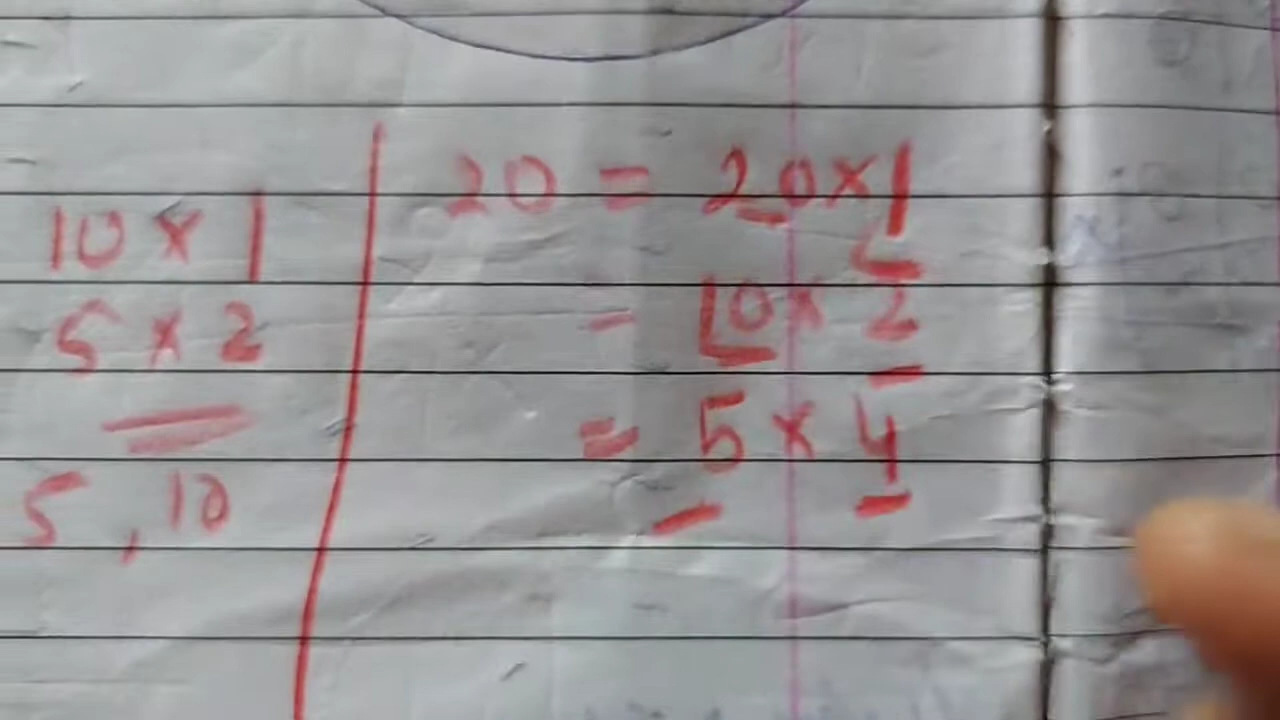 10 × 1
5 × 2
5, 10
20 = 20×1
- 10× 2
= 5 × 4